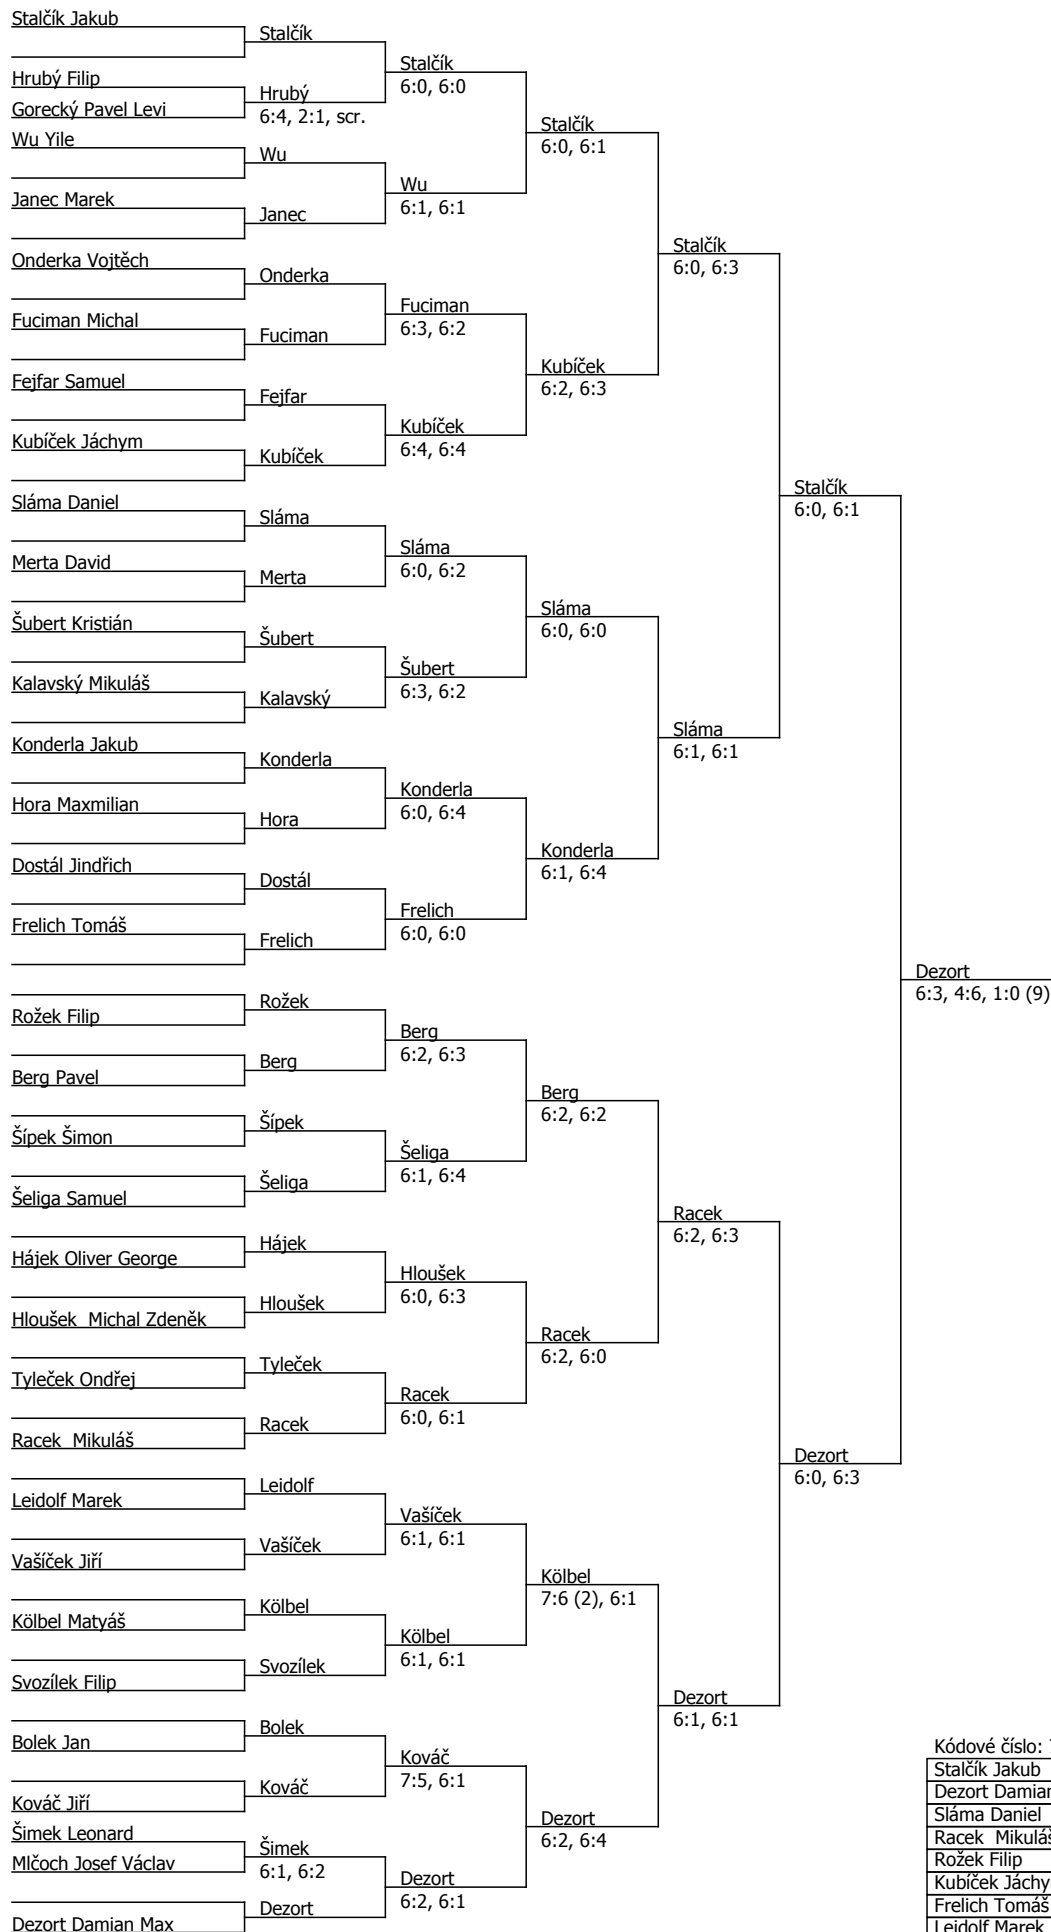 Stalčík Jakub
Hrubý Filip
Gorecký Pavel Levi
Wu Yile
Janec Marek
Onderka Vojtěch
Fuciman Michal
Fejfar Samuel
Kubíček Jáchym
Sláma Daniel
Merta David
Šubert Kristián
Kalavský Mikuláš
Konderla Jakub
Hora Maxmilian
Dostál Jindřich
Frelich Tomáš
Rožek Filip
Berg Pavel
Šípek Šimon
Šeliga Samuel
Hájek Oliver George
Hloušek Michal Zdeněk
Tyleček Ondřej
Racek Mikuláš
Leidolf Marek
Vašíček Jiří
Kölbel Matyáš
Svozílek Filip
Bolek Jan
Kováč Jiří
Šimek Leonard
Mlčoch Josef Václav
Dezort Damian Max
Stalčík
Hrubý
6:4, 2:1, scr.
Wu
Janec
Onderka
Fuciman
Fejfar
Kubíček
Sláma
Merta
Šubert
Kalavský
Konderla
Hora
Dostál
Frelich
Rožek
Berg
Šípek
Šeliga
Hájek
Hloušek
Tyleček
Racek
Leidolf
Vašíček
Kölbel
Svozílek
Bolek
Kováč
Šimek
6:1, 6:2
Dezort
Stalčík
6:0, 6:0
Wu
6:1, 6:1
Fuciman
6:3, 6:2
Kubíček
6:4, 6:4
Sláma
6:0, 6:2
Šubert
6:3, 6:2
Konderla
6:0, 6:4
Frelich
6:0, 6:0
Berg
6:2, 6:3
Šeliga
6:1, 6:4
Hloušek
6:0, 6:3
Racek
6:0, 6:1
Vašíček
6:1, 6:1
Kölbel
6:1, 6:1
Kováč
7:5, 6:1
Dezort
6:2, 6:1
Stalčík
6:0, 6:1
Kubíček
6:2, 6:3
Sláma
6:0, 6:0
Konderla
6:1, 6:4
Berg
6:2, 6:2
Racek
6:2, 6:0
Kölbel
7:6 (2), 6:1
Dezort
6:2, 6:4
Stalčík
6:0, 6:3
Sláma
6:1, 6:1
Racek
6:2, 6:3
Dezort
6:1, 6:1
Stalčík
6:0, 6:1
Dezort
6:0, 6:3
Dezort
6:3, 4:6, 1:0 (9)
Kódové číslo:
Stalčík Jakub
Dezort Damian
Sláma Daniel
Racek Mikuláš
Rožek Filip
Kubíček Jáchy
Frelich Tomáš
Leidolf Marek